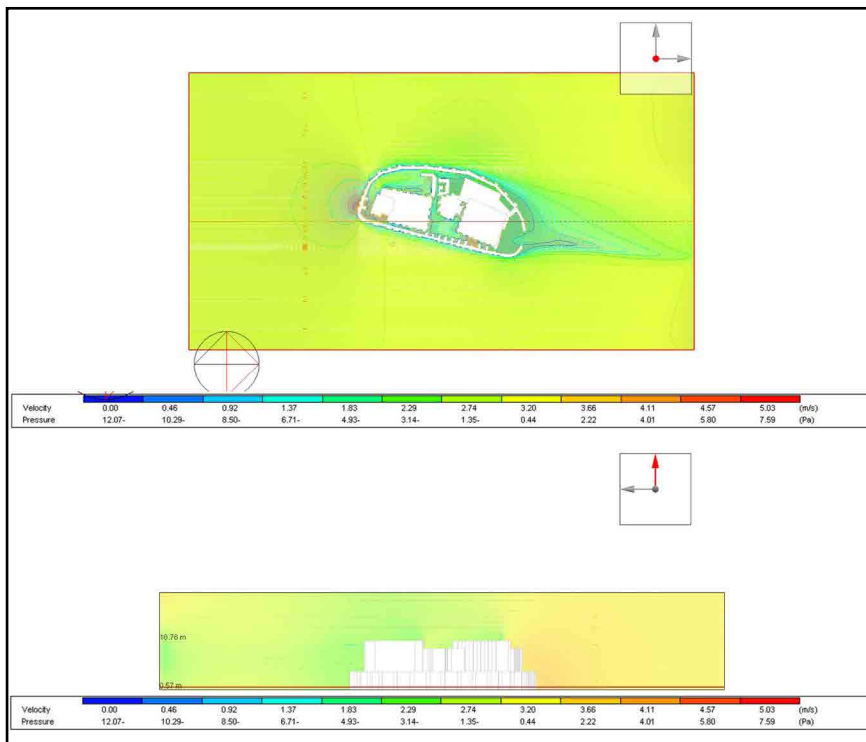 Velocity 0.00 0.46 0.92 1.37 1.83 2.29 2.74 3.20 3.66 4.11 4.57 5.03 (m/s)
Pressure 12.07- 10.29- 8.50- 6.71- 4.93- 3.14- 1.35- 0.44 2.22 4.01 5.80 7.59 (Pa)
10.76 m
0.57 m
Velocity 0.00 0.46 0.92 1.37 1.83 2.29 2.74 3.20 3.66 4.11 4.57 5.03 (m/s)
Pressure 12.07- 10.29- 8.50- 6.71- 4.93- 3.14- 1.35- 0.44 2.22 4.01 5.80 7.59 (Pa)